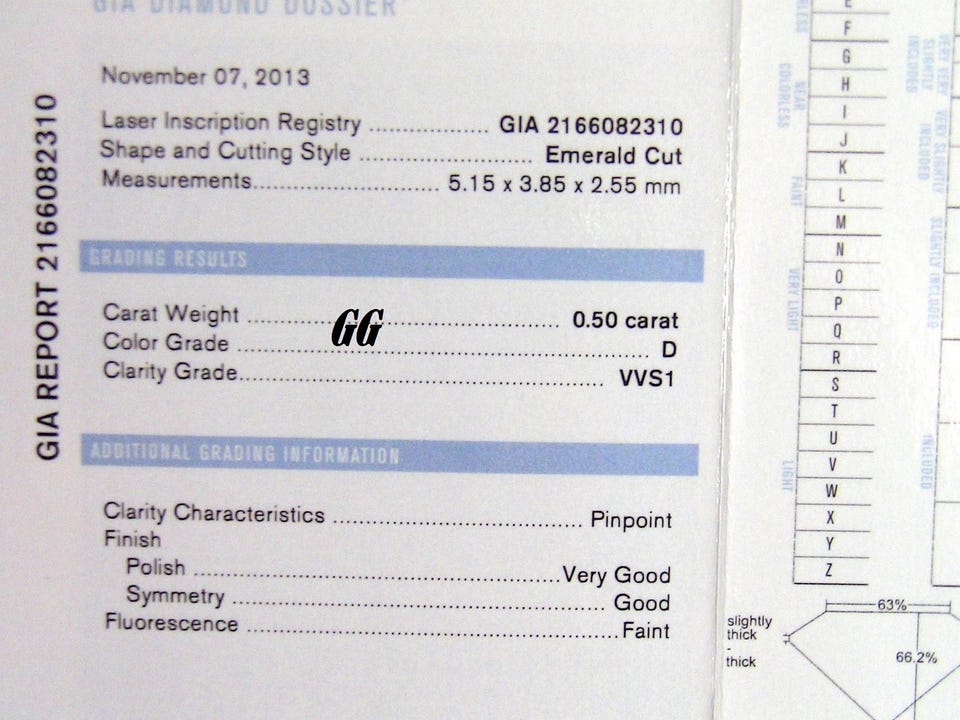 GIA DIAMOND DOSSIER
November 07, 2013
Laser Inscription Registry .................. GIA 2166082310
Shape and Cutting Style .......................... Emerald Cut
Measurements............................ 5.15 x 3.85 x 2.55 mm
GRADING RESULTS
Carat Weight ............................................... 0.50 carat
GG
Color Grade ............................................................... D
Clarity Grade....................................................... VVS1
ADDITIONAL GRADING INFORMATION
Clarity Characteristics ..................................... Pinpoint
Finish
Polish .......................................................Very Good
Symmetry ........................................................ Good
Fluorescence .......................................................Faint
GIA REPORT 2166082310
E
F
G
H
I
J
K
L
M
N
O
P
Q
R
S
T
U
V
W
X
Y
Z
NEAR
COLORLESS
FAINT
VERY LIGHT
LIGHT
VERY VERY
SLIGHTLY
INCLUDED
VERY SLIGHTLY
INCLUDED
SLIGHTLY INCLUDED
INCLUDED
63%
slightly
thick
-
thick
66.2%